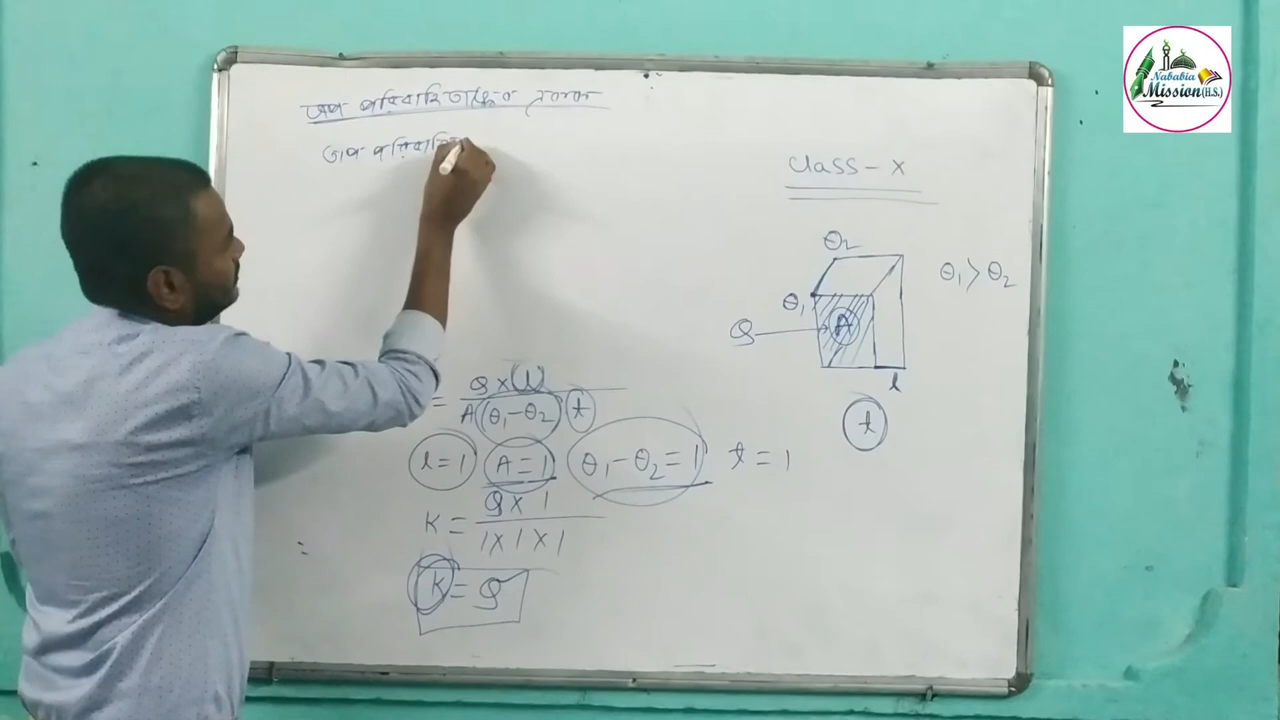 তাপ পরিবাহিতাঙ্কের একক
তাপ পরিবাহি
Class - X
θ2
θ1 > θ2
θ1
Q
A
l
t
= Q × l
A (θ1 - θ2) t
l = 1 A = 1 θ1 - θ2 = 1 t = 1
K = Q × 1
1 × 1 × 1
K = Q
Nababia
Mission (H.S.)